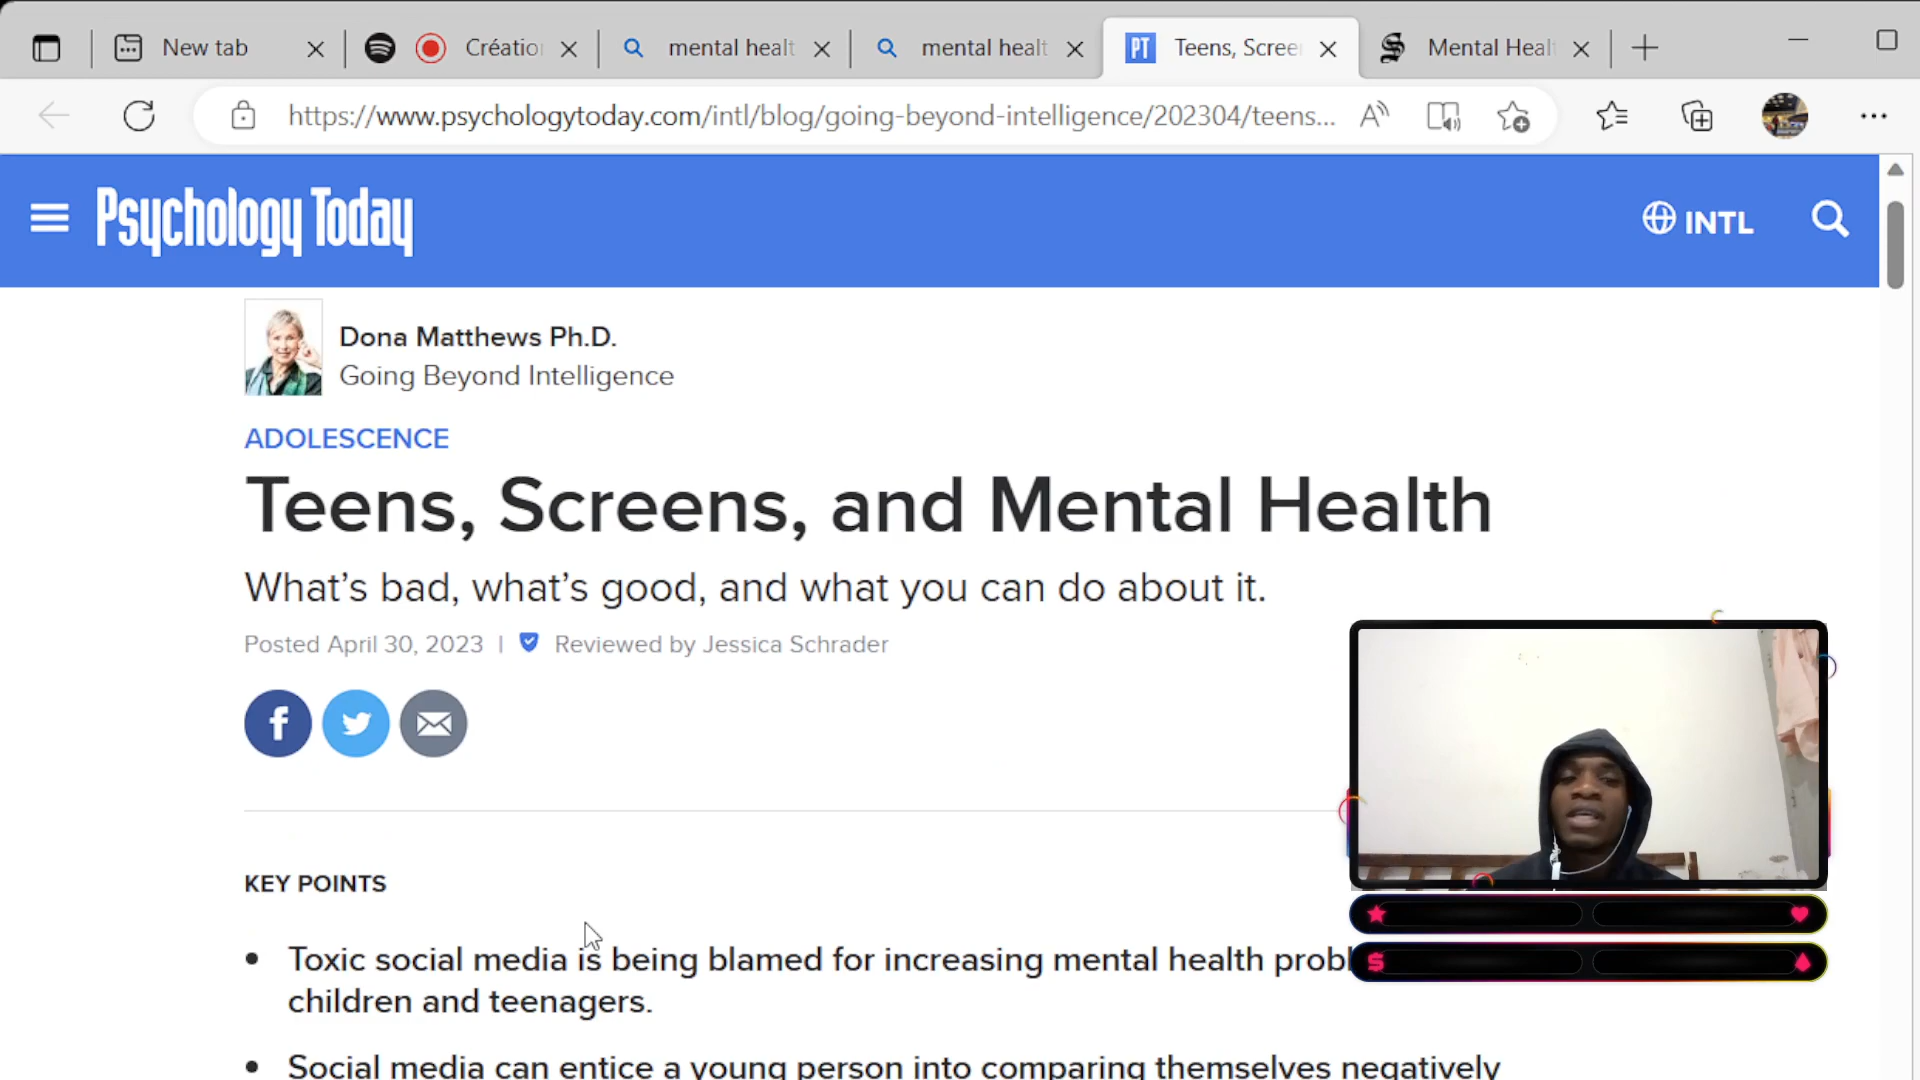 New tab
Créatio
mental healt
mental healt
PT Teens, Scree
Mental Heal
https://www.psychologytoday.com/intl/blog/going-beyond-intelligence/202304/teens...
Psychology Today
INTL
Dona Matthews Ph.D.
Going Beyond Intelligence
ADOLESCENCE
Teens, Screens, and Mental Health
What's bad, what's good, and what you can do about it.
Posted April 30, 2023 | Reviewed by Jessica Schrader
KEY POINTS
• Toxic social media is being blamed for increasing mental health probl
children and teenagers.
• Social media can entice a young person into comparing themselves negatively